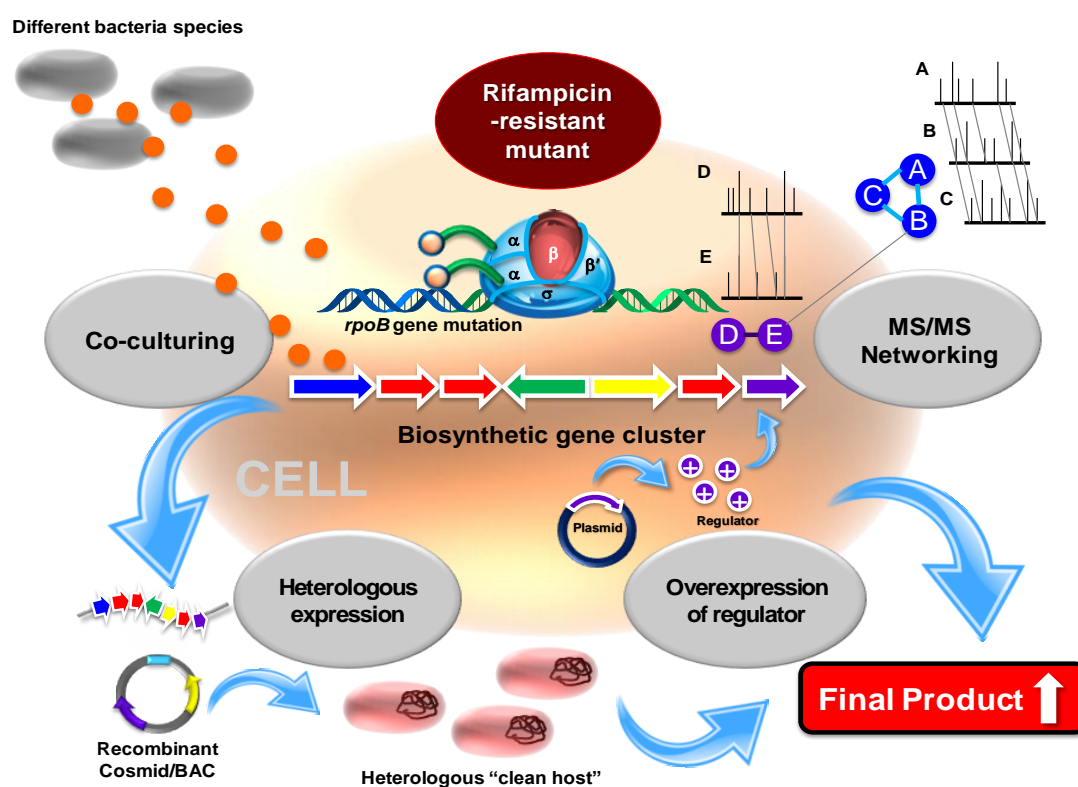 Different bacteria species
Rifampicin
-resistant
mutant
A
B
C
A
C
B
D
E
α
α
β
β'
σ
rpoB gene mutation
D
E
Co-culturing
MS/MS
Networking
Biosynthetic gene cluster
CELL
+
+
+
+
Plasmid
Regulator
Heterologous
expression
Overexpression
of regulator
Final Product
Recombinant
Cosmid/BAC
Heterologous “clean host”